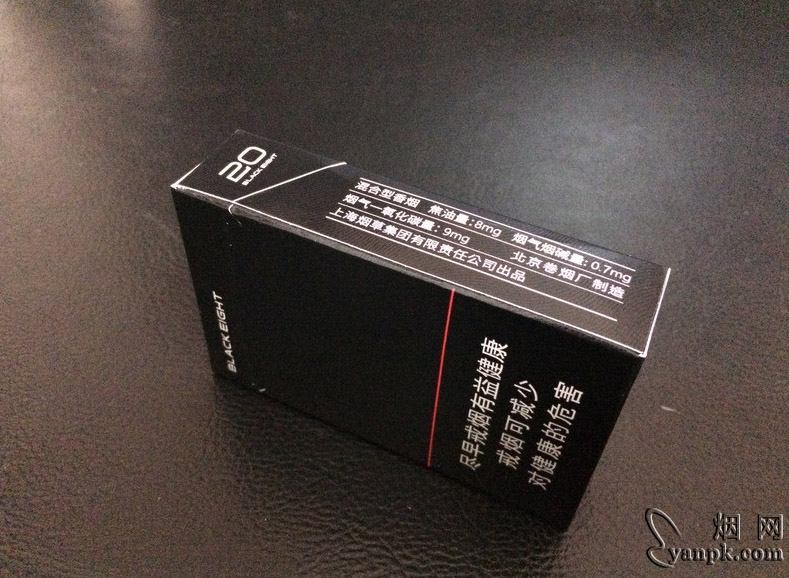 20
BLACK EIGHT
混合型香烟 焦油量:8mg 烟气烟碱量:0.7mg
烟气一氧化碳量:9mg 北京卷烟厂制造
上海烟草集团有限责任公司出品
BLACK EIGHT
尽早戒烟有益健康
戒烟可减少
对健康的危害
烟网
yanpk.com